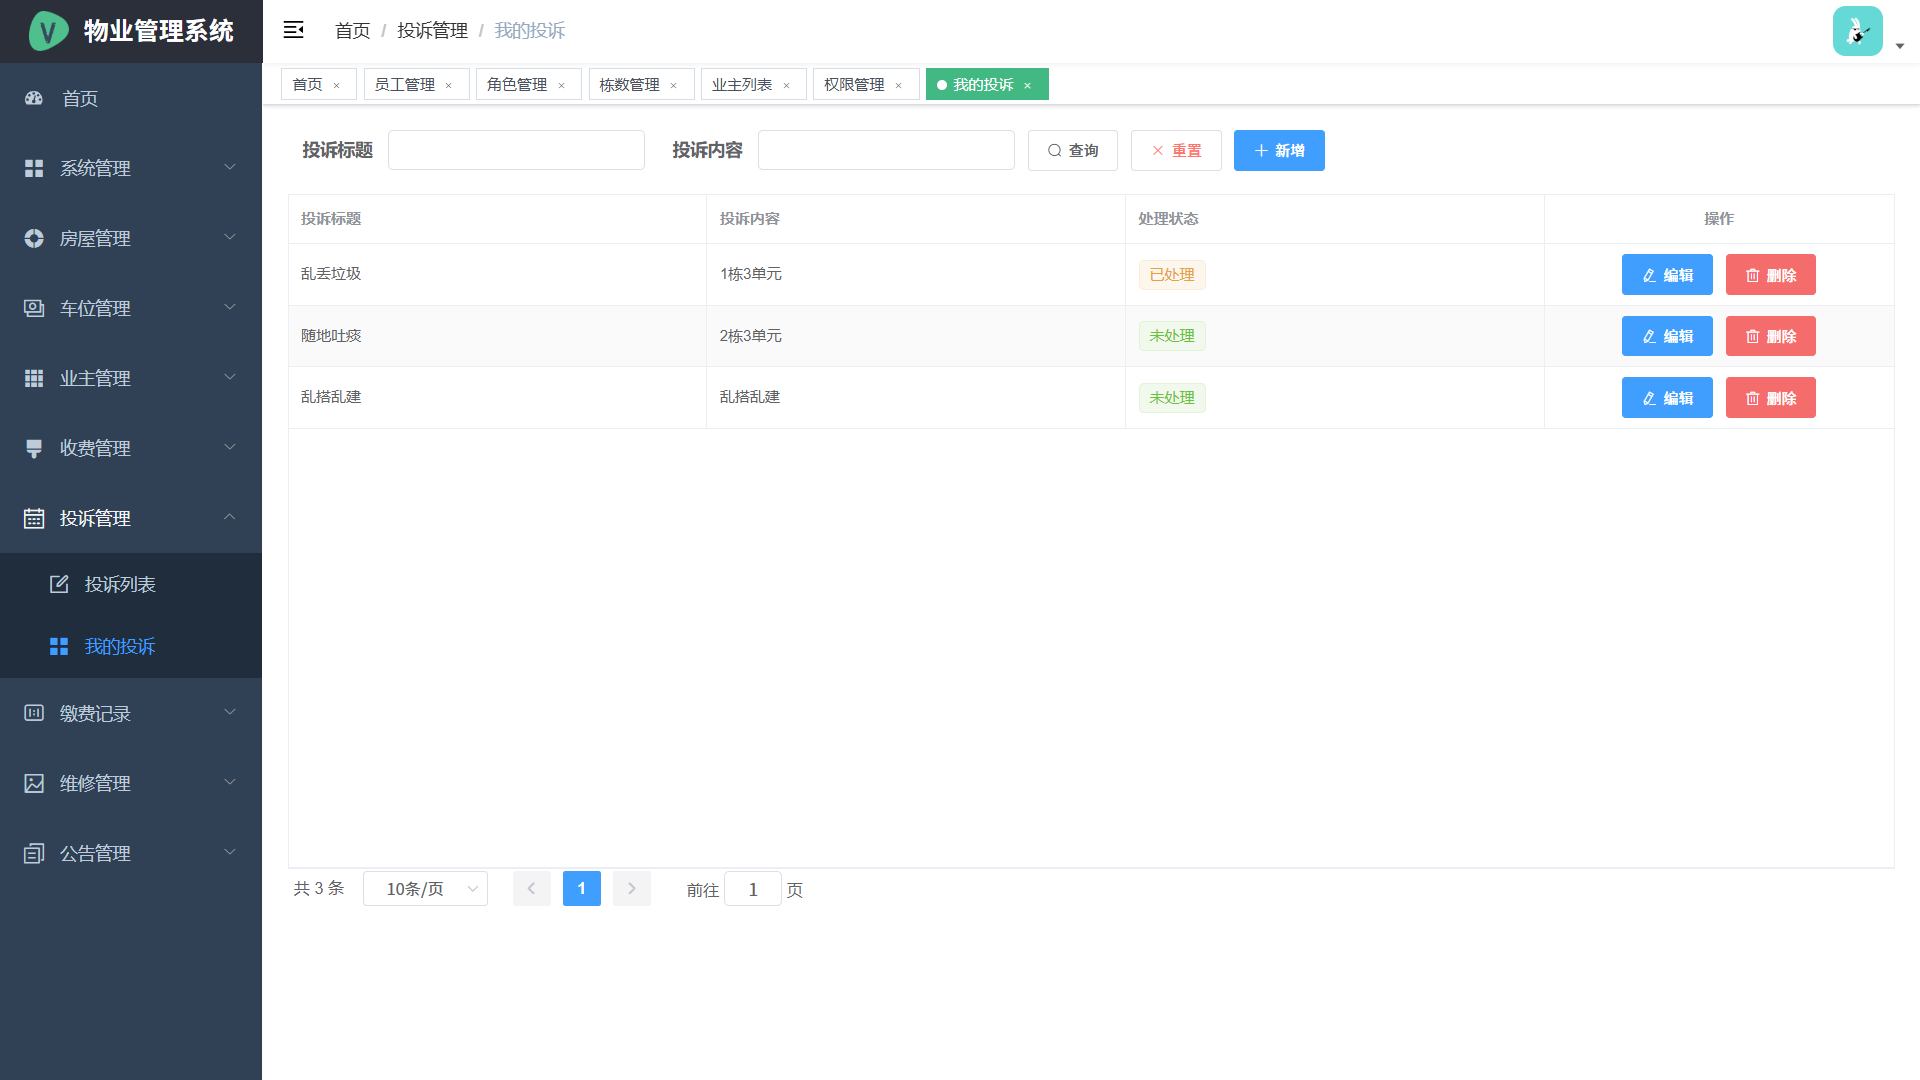 物业管理系统
首页 / 投诉管理 / 我的投诉
首页 × 员工管理 × 角色管理 × 栋数管理 × 业主列表 × 权限管理 × 我的投诉 ×
首页
系统管理
房屋管理
车位管理
业主管理
收费管理
投诉管理
投诉列表
我的投诉
缴费记录
维修管理
公告管理
投诉标题 投诉内容 查询 重置 新增
投诉标题 投诉内容 处理状态 操作
乱丢垃圾 1栋3单元 已处理 编辑 删除
随地吐痰 2栋3单元 未处理 编辑 删除
乱搭乱建 乱搭乱建 未处理 编辑 删除
共 3 条 10条/页 1 前往 1 页